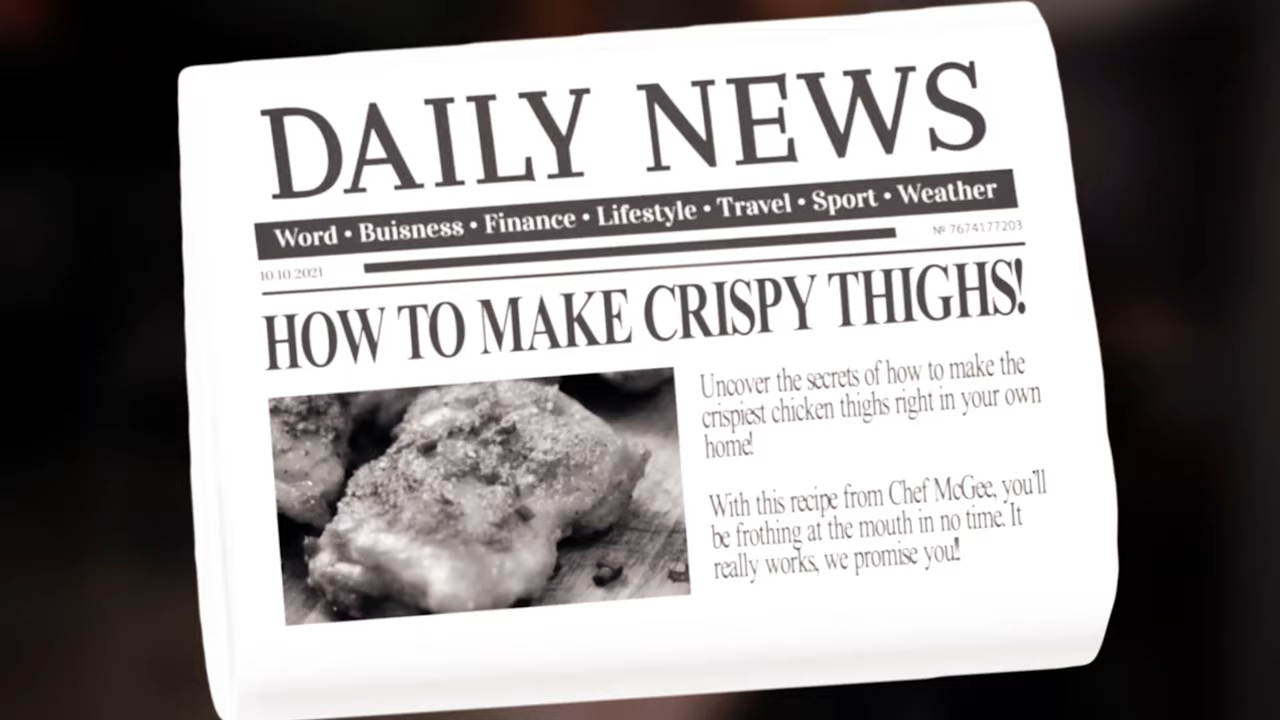 DAILY NEWS
Word • Buisness • Finance • Lifestyle • Travel • Sport • Weather
№ 7674177203
10.10.2021
HOW TO MAKE CRISPY THIGHS!
Uncover the secrets of how to make the
crispiest chicken thighs right in your own
home!
With this recipe from Chef McGee, you'll
be frothing at the mouth in no time. It
really works, we promise you!!